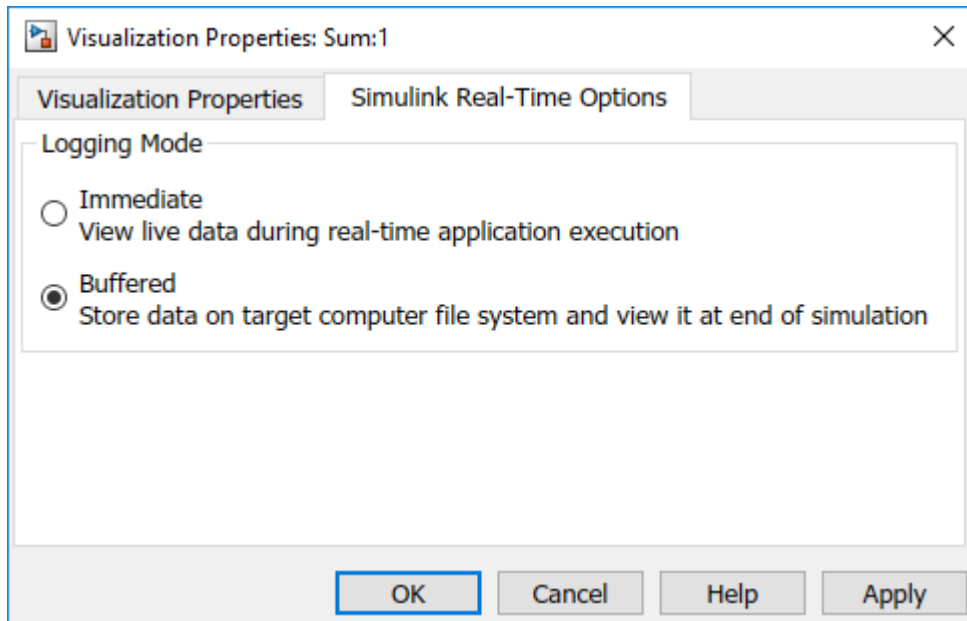 Visualization Properties: Sum:1
Visualization Properties
Simulink Real-Time Options
Logging Mode
Immediate
View live data during real-time application execution
Buffered
Store data on target computer file system and view it at end of simulation
OK
Cancel
Help
Apply